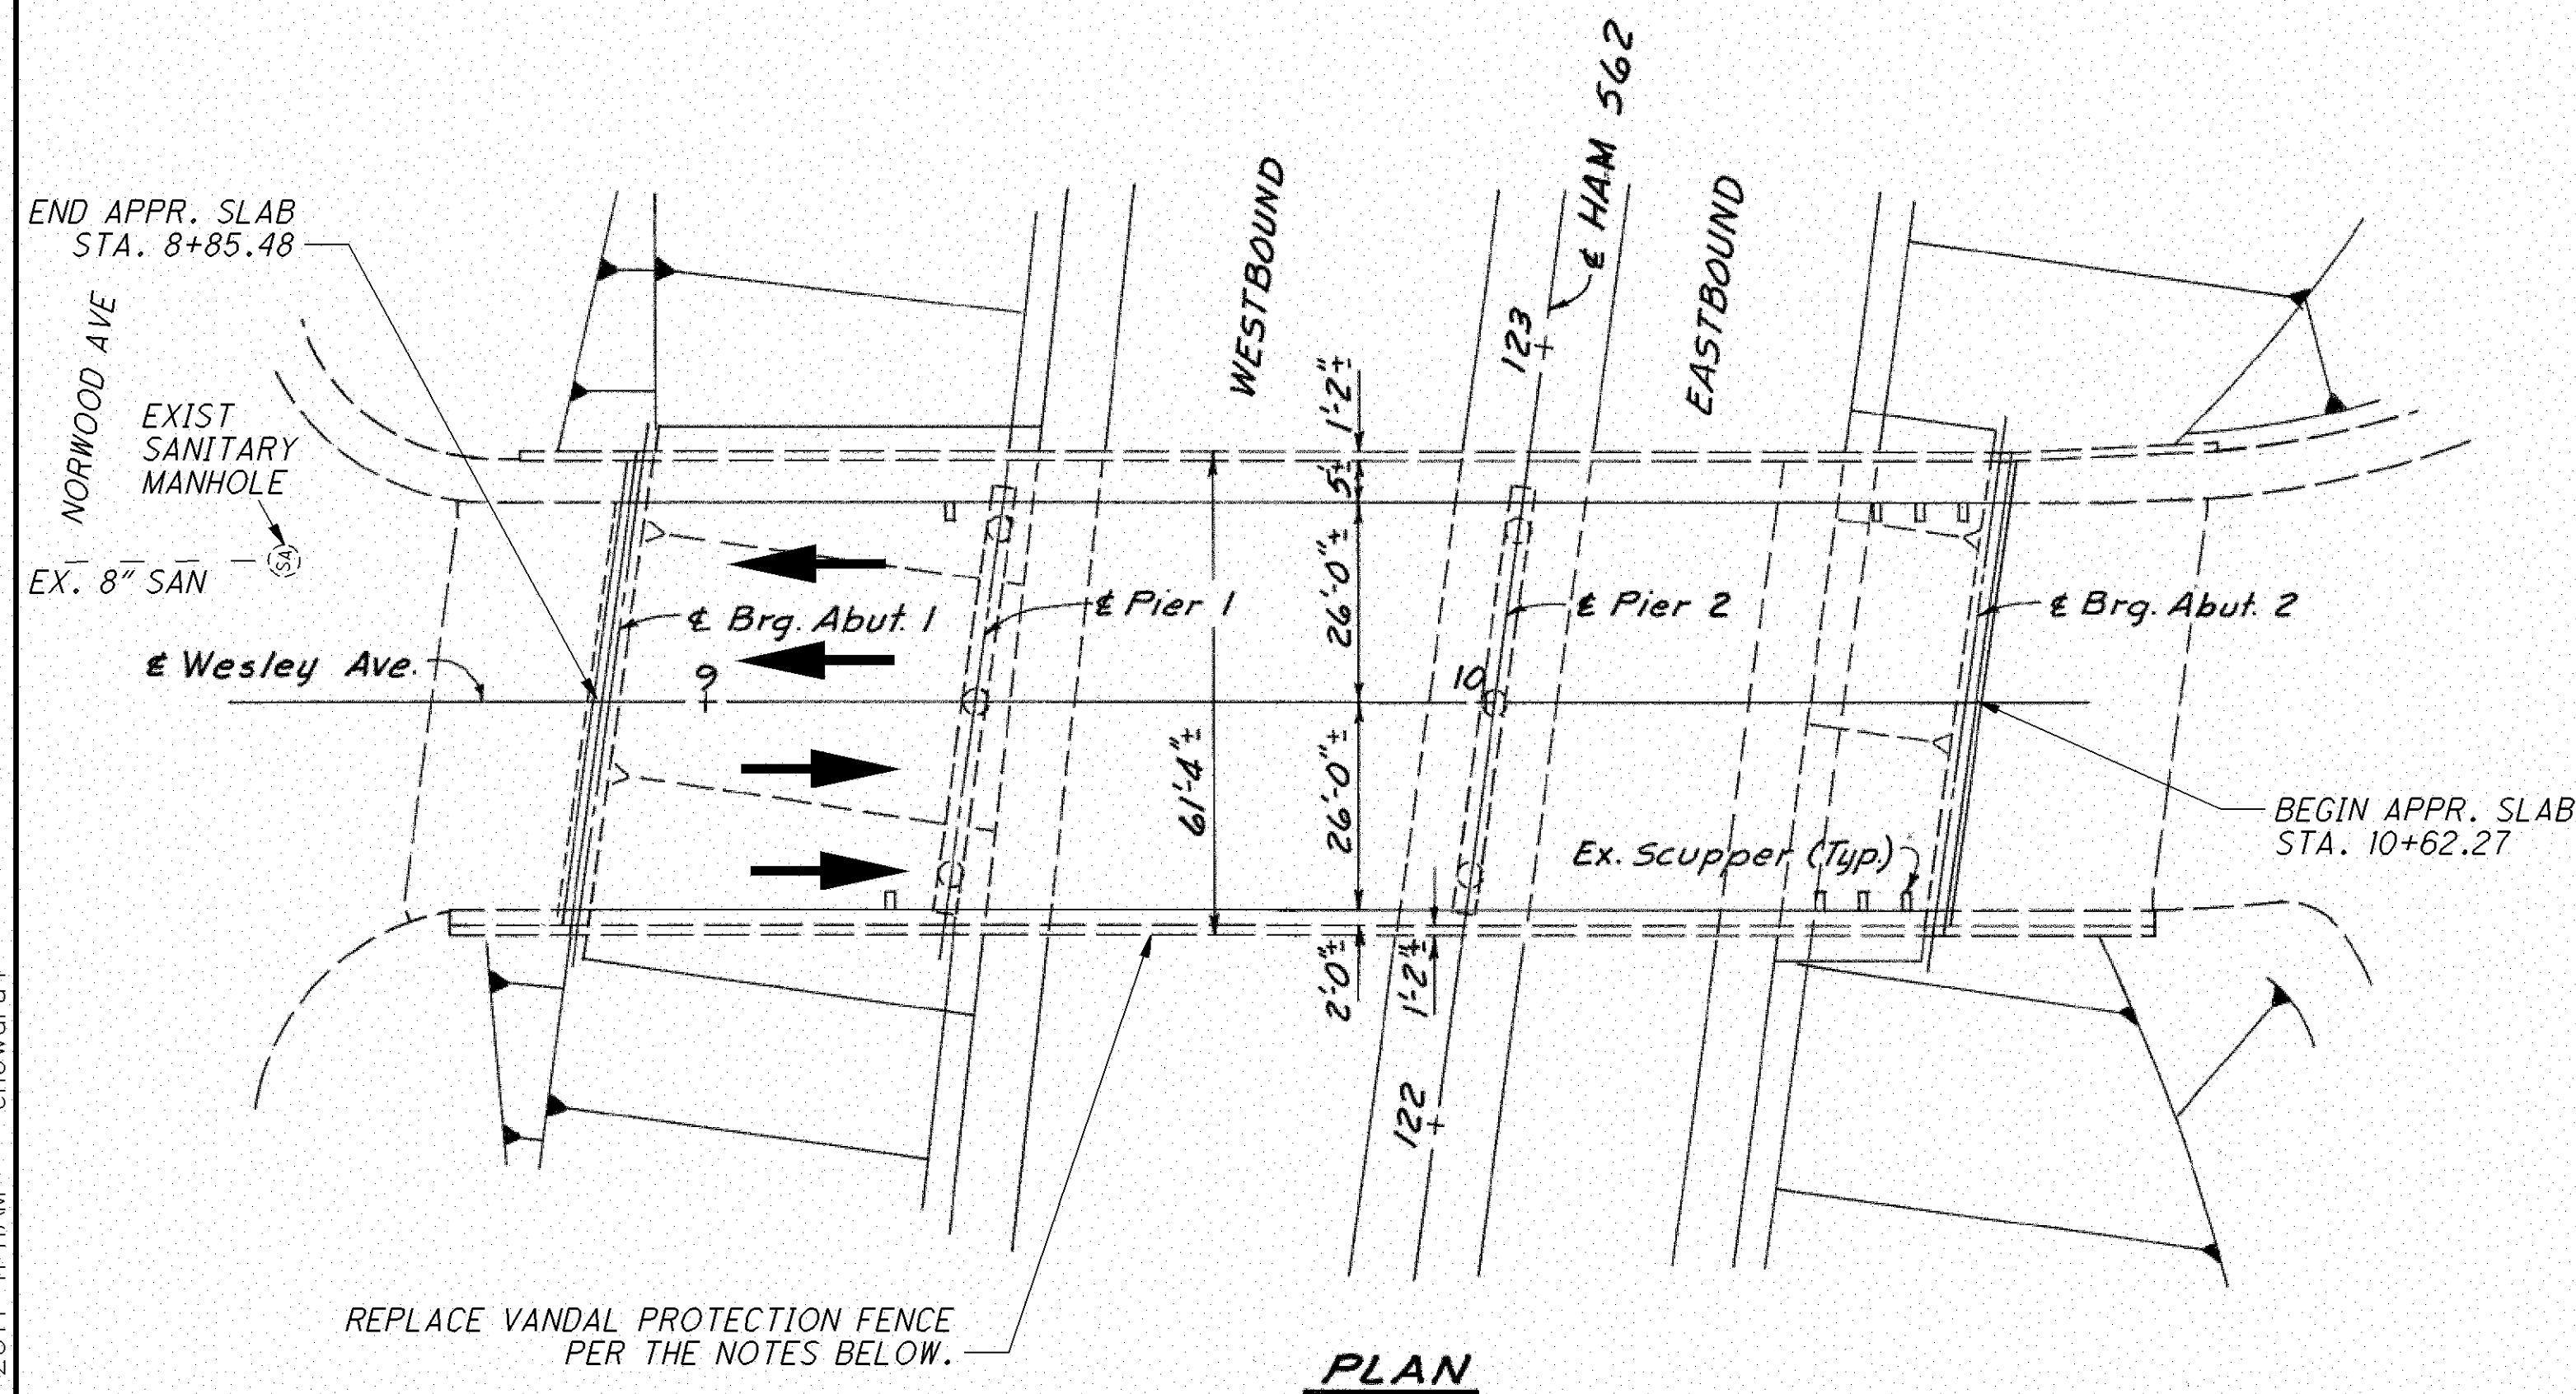 END APPR. SLAB
STA. 8+85.48
NORWOOD AVE
EXIST
SANITARY
MANHOLE
SA
EX. 8" SAN
WESTBOUND
EASTBOUND
℄ HAM 562
123
1'-2"±
5'±
26'-0"±
26'-0"±
61'-4"±
2'-0"±
1'-2"±
℄ Brg. Abut. 1
℄ Pier 1
℄ Pier 2
℄ Brg. Abut. 2
℄ Wesley Ave.
9
10
Ex. Scupper (Typ.)
BEGIN APPR. SLAB
STA. 10+62.27
122
REPLACE VANDAL PROTECTION FENCE
PER THE NOTES BELOW.
PLAN